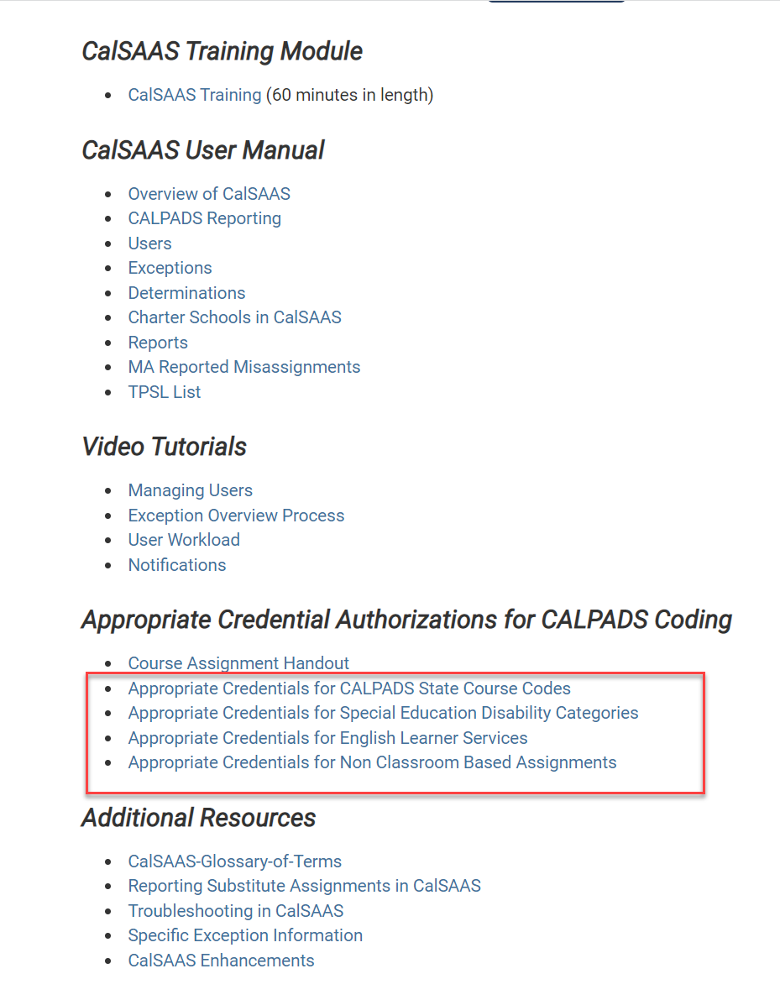 CalSAAS Training Module
CalSAAS Training (60 minutes in length)
CalSAAS User Manual
Overview of CalSAAS
CALPADS Reporting
Users
Exceptions
Determinations
Charter Schools in CalSAAS
Reports
MA Reported Misassignments
TPSL List
Video Tutorials
Managing Users
Exception Overview Process
User Workload
Notifications
Appropriate Credential Authorizations for CALPADS Coding
Course Assignment Handout
Appropriate Credentials for CALPADS State Course Codes
Appropriate Credentials for Special Education Disability Categories
Appropriate Credentials for English Learner Services
Appropriate Credentials for Non Classroom Based Assignments
Additional Resources
CalSAAS-Glossary-of-Terms
Reporting Substitute Assignments in CalSAAS
Troubleshooting in CalSAAS
Specific Exception Information
CalSAAS Enhancements